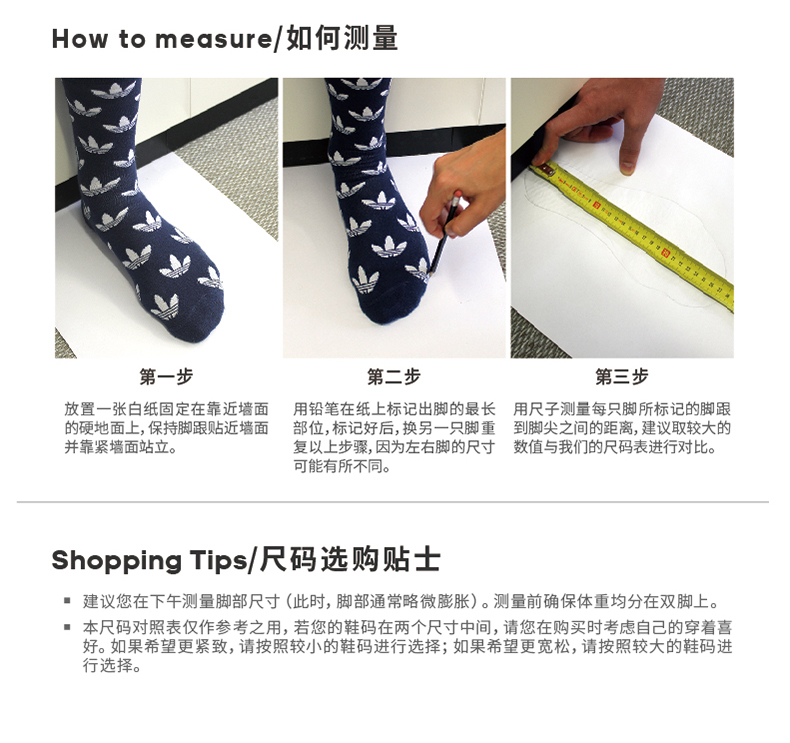 How to measure/如何测量
第一步
放置一张白纸固定在靠近墙面
的硬地面上，保持脚跟贴近墙面
并靠紧墙面站立。
第二步
用铅笔在纸上标记出脚的最长
部位，标记好后，换另一只脚重
复以上步骤，因为左右脚的尺寸
可能有所不同。
第三步
用尺子测量每只脚所标记的脚跟
到脚尖之间的距离，建议取较大的
数值与我们的尺码表进行对比。
Shopping Tips/尺码选购贴士
■ 建议您在下午测量脚部尺寸（此时，脚部通常略微膨胀）。测量前确保体重均分在双脚上。
■ 本尺码对照表仅作参考之用，若您的鞋码在两个尺寸中间，请您在购买时考虑自己的穿着喜
好。如果希望更紧致，请按照较小的鞋码进行选择；如果希望更宽松，请按照较大的鞋码进
行选择。